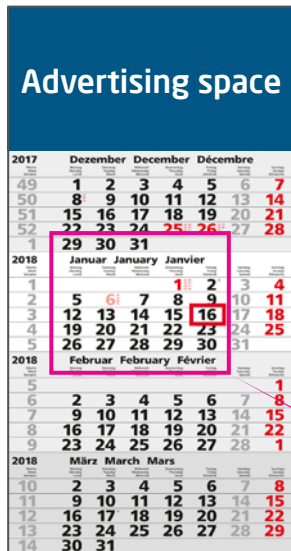 Advertising space
2017 Dezember December Décembre
49 1 2 3 4 5 6 7
50 8 9 10 11 12 13 14
51 15 16 17 18 19 20 21
52 22 23 24 25 26 27 28
1 29 30 31
2018 Januar January Janvier
1 1 2 3 4
2 5 6 7 8 9 10 11
3 12 13 14 15 16 17 18
4 19 20 21 22 23 24 25
5 26 27 28 29 30 31
2018 Februar February Février
5 1
6 2 3 4 5 6 7 8
7 9 10 11 12 13 14 15
8 16 17 18 19 20 21 22
9 23 24 25 26 27 28 1
2018 März March Mars
10 2 3 4 5 6 7 8
11 9 10 11 12 13 14 15
12 16 17 18 19 20 21 22
13 23 24 25 26 27 28 29
14 30 31